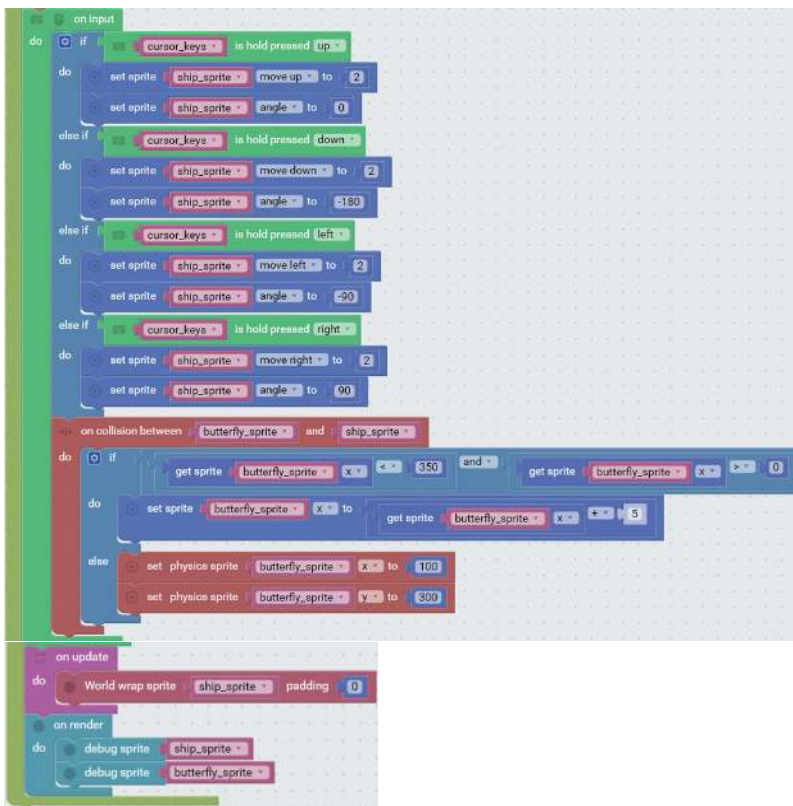 on input
do if cursor_keys is hold pressed up
do set sprite ship_sprite move up to 2
set sprite ship_sprite angle to 0
else if cursor_keys is hold pressed down
do set sprite ship_sprite move down to 2
set sprite ship_sprite angle to -180
else if cursor_keys is hold pressed left
do set sprite ship_sprite move left to 2
set sprite ship_sprite angle to -90
else if cursor_keys is hold pressed right
do set sprite ship_sprite move right to 2
set sprite ship_sprite angle to 90
on collision between butterfly_sprite and ship_sprite
do if get sprite butterfly_sprite x < 350 and get sprite butterfly_sprite x > 0
do set sprite butterfly_sprite x to get sprite butterfly_sprite x + 5
else set physics sprite butterfly_sprite x to 100
set physics sprite butterfly_sprite y to 300
on update
do World wrap sprite ship_sprite padding 0
on render
do debug sprite ship_sprite
debug sprite butterfly_sprite